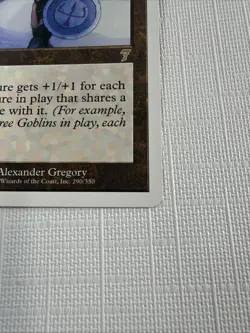 ure gets +1/+1 for each
ure in play that shares a
e with it. (For example,
ree Goblins in play, each
Alexander Gregory
Wizards of the Coast, Inc. 290/350